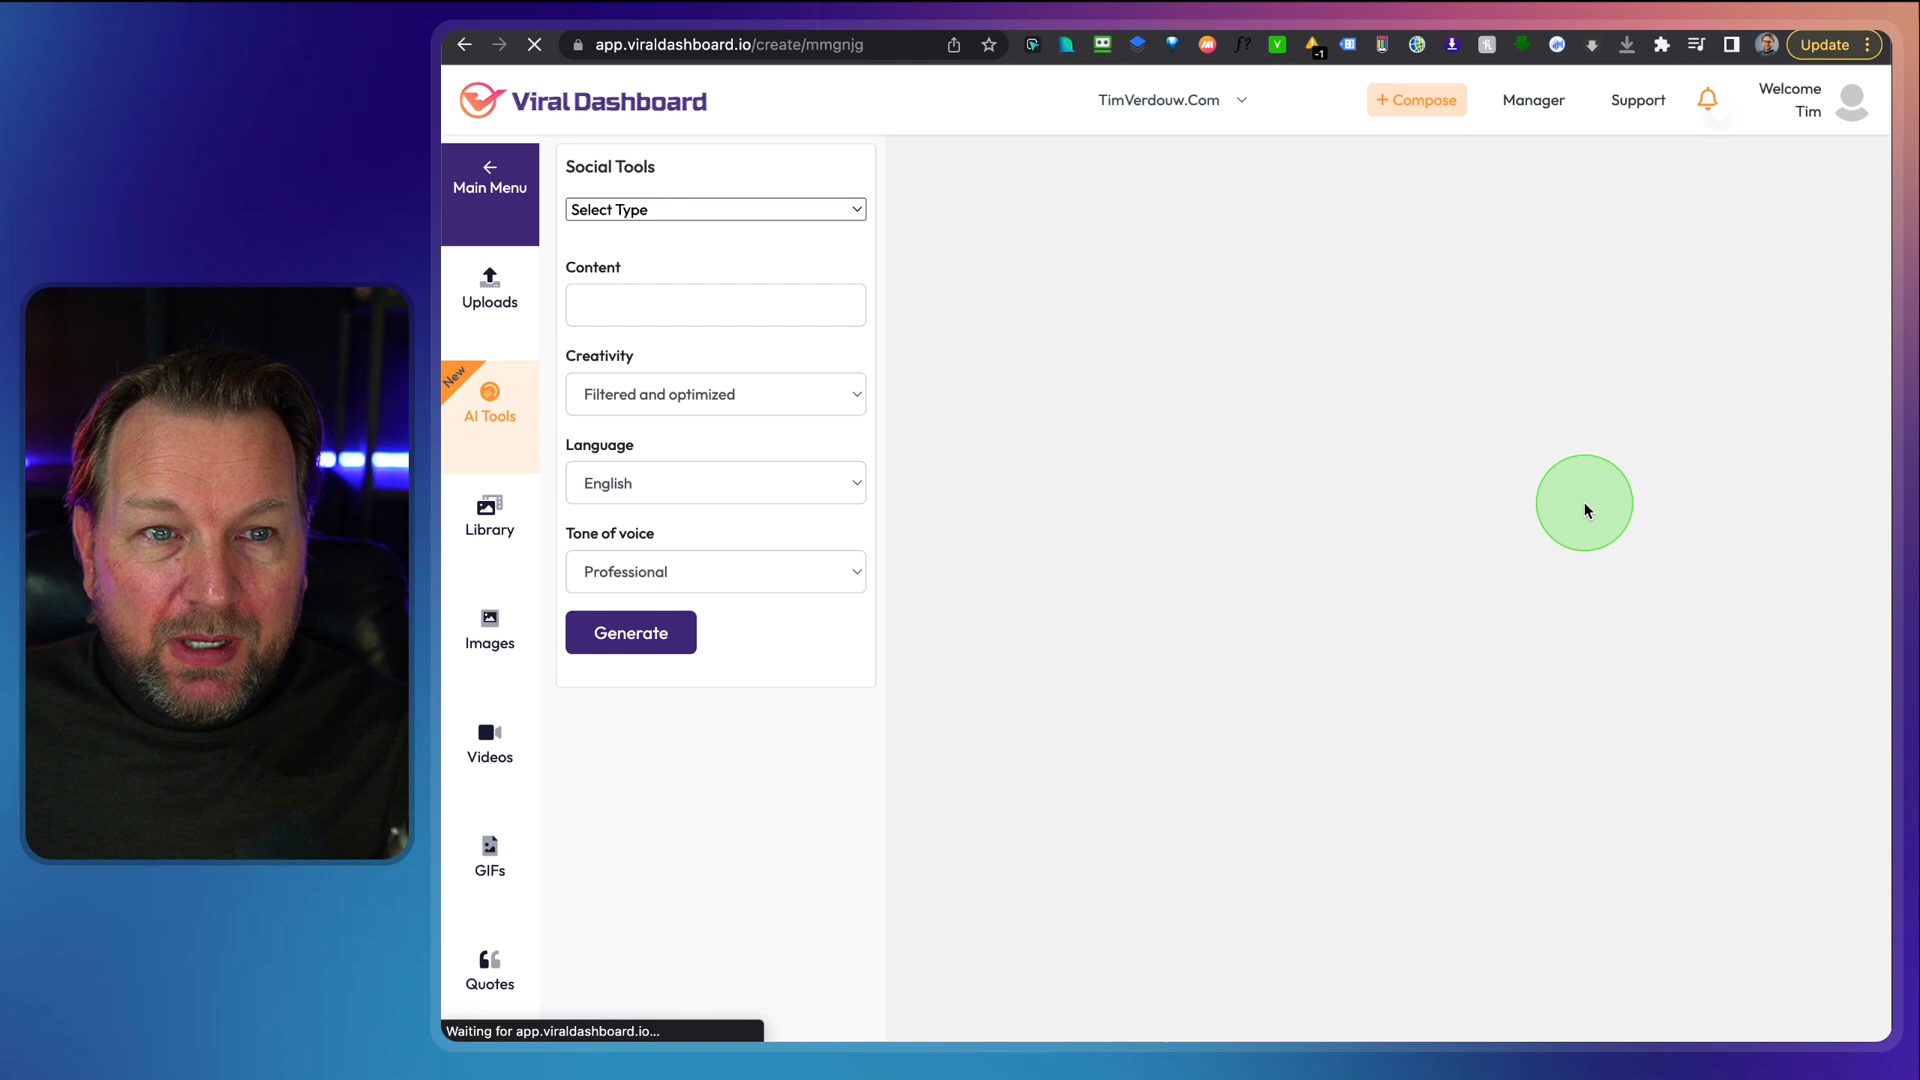 app.viraldashboard.io/create/mmgnjg
Update
-1
Viral Dashboard
TimVerdouw.Com
+ Compose
Manager
Support
Welcome
Tim
Main Menu
Uploads
New
AI Tools
Library
Images
Videos
GIFs
Quotes
Social Tools
Select Type
Content
Creativity
Filtered and optimized
Language
English
Tone of voice
Professional
Generate
Waiting for app.viraldashboard.io...